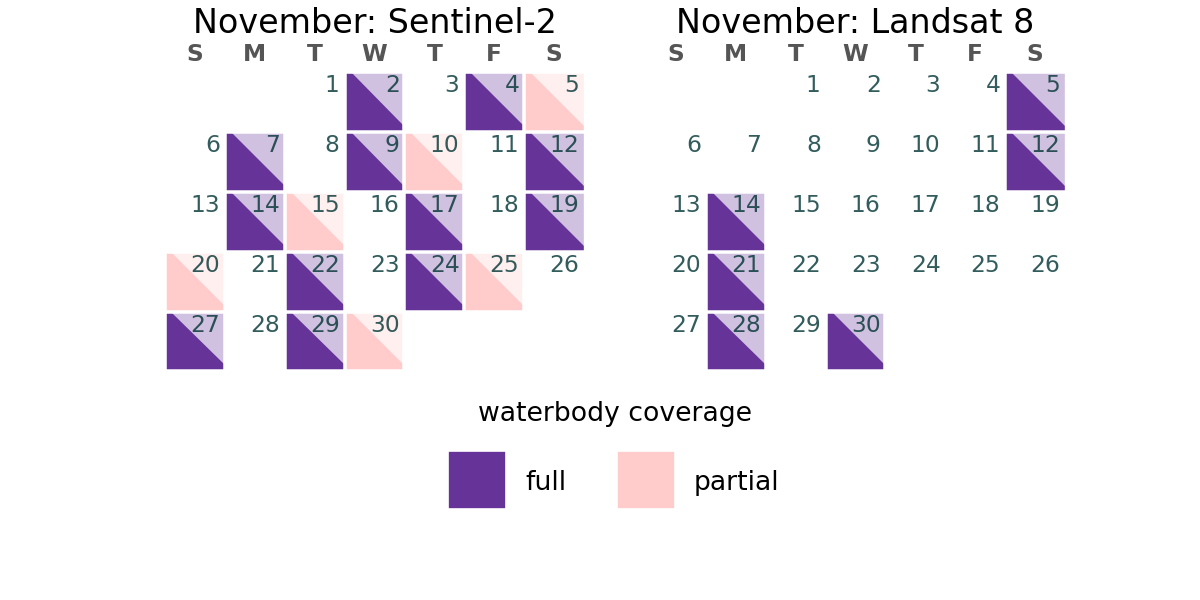 November: Sentinel-2
S M T W T F S
1 2 3 4 5
6 7 8 9 10 11 12
13 14 15 16 17 18 19
20 21 22 23 24 25 26
27 28 29 30
November: Landsat 8
S M T W T F S
1 2 3 4 5
6 7 8 9 10 11 12
13 14 15 16 17 18 19
20 21 22 23 24 25 26
27 28 29 30
waterbody coverage
full
partial